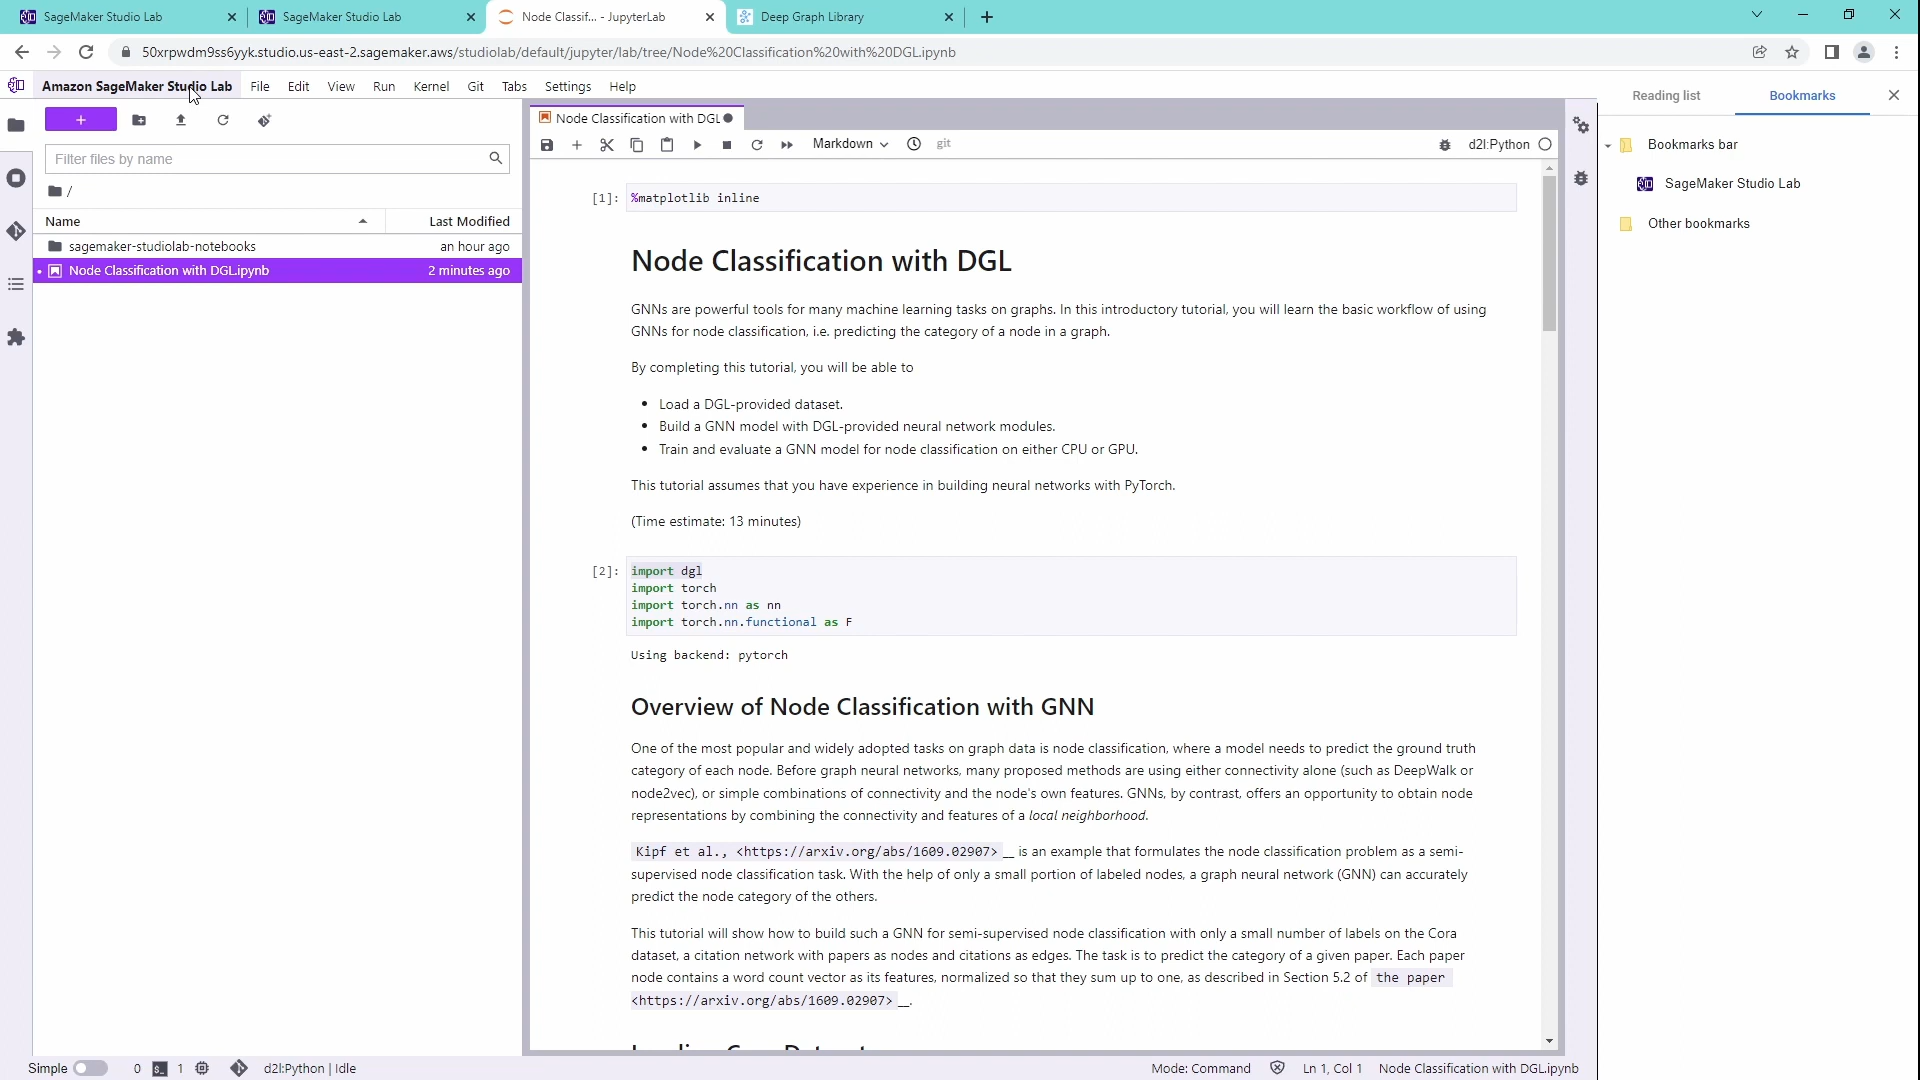 SageMaker Studio Lab
SageMaker Studio Lab
Node Classif... - JupyterLab
Deep Graph Library
50xrpwdm9ss6yyk.studio.us-east-2.sagemaker.aws/studiolab/default/jupyter/lab/tree/Node%20Classification%20with%20DGL.ipynb
Amazon SageMaker Studio Lab File Edit View Run Kernel Git Tabs Settings Help
Filter files by name
/
Name Last Modified
sagemaker-studiolab-notebooks an hour ago
Node Classification with DGL.ipynb 2 minutes ago
Node Classification with DGL
Markdown git d2l:Python
[1]: %matplotlib inline
Node Classification with DGL
GNNs are powerful tools for many machine learning tasks on graphs. In this introductory tutorial, you will learn the basic workflow of using
GNNs for node classification, i.e. predicting the category of a node in a graph.
By completing this tutorial, you will be able to
• Load a DGL-provided dataset.
• Build a GNN model with DGL-provided neural network modules.
• Train and evaluate a GNN model for node classification on either CPU or GPU.
This tutorial assumes that you have experience in building neural networks with PyTorch.
(Time estimate: 13 minutes)
[2]: import dgl
import torch
import torch.nn as nn
import torch.nn.functional as F
Using backend: pytorch
Overview of Node Classification with GNN
One of the most popular and widely adopted tasks on graph data is node classification, where a model needs to predict the ground truth
category of each node. Before graph neural networks, many proposed methods are using either connectivity alone (such as DeepWalk or
node2vec), or simple combinations of connectivity and the node's own features. GNNs, by contrast, offers an opportunity to obtain node
representations by combining the connectivity and features of a local neighborhood.
Kipf et al., <https://arxiv.org/abs/1609.02907> __ is an example that formulates the node classification problem as a semi-
supervised node classification task. With the help of only a small portion of labeled nodes, a graph neural network (GNN) can accurately
predict the node category of the others.
This tutorial will show how to build such a GNN for semi-supervised node classification with only a small number of labels on the Cora
dataset, a citation network with papers as nodes and citations as edges. The task is to predict the category of a given paper. Each paper
node contains a word count vector as its features, normalized so that they sum up to one, as described in Section 5.2 of the paper
<https://arxiv.org/abs/1609.02907> __.
Reading list Bookmarks
Bookmarks bar
SageMaker Studio Lab
Other bookmarks
Simple 0 1 d2l:Python | Idle Mode: Command Ln 1, Col 1 Node Classification with DGL.ipynb